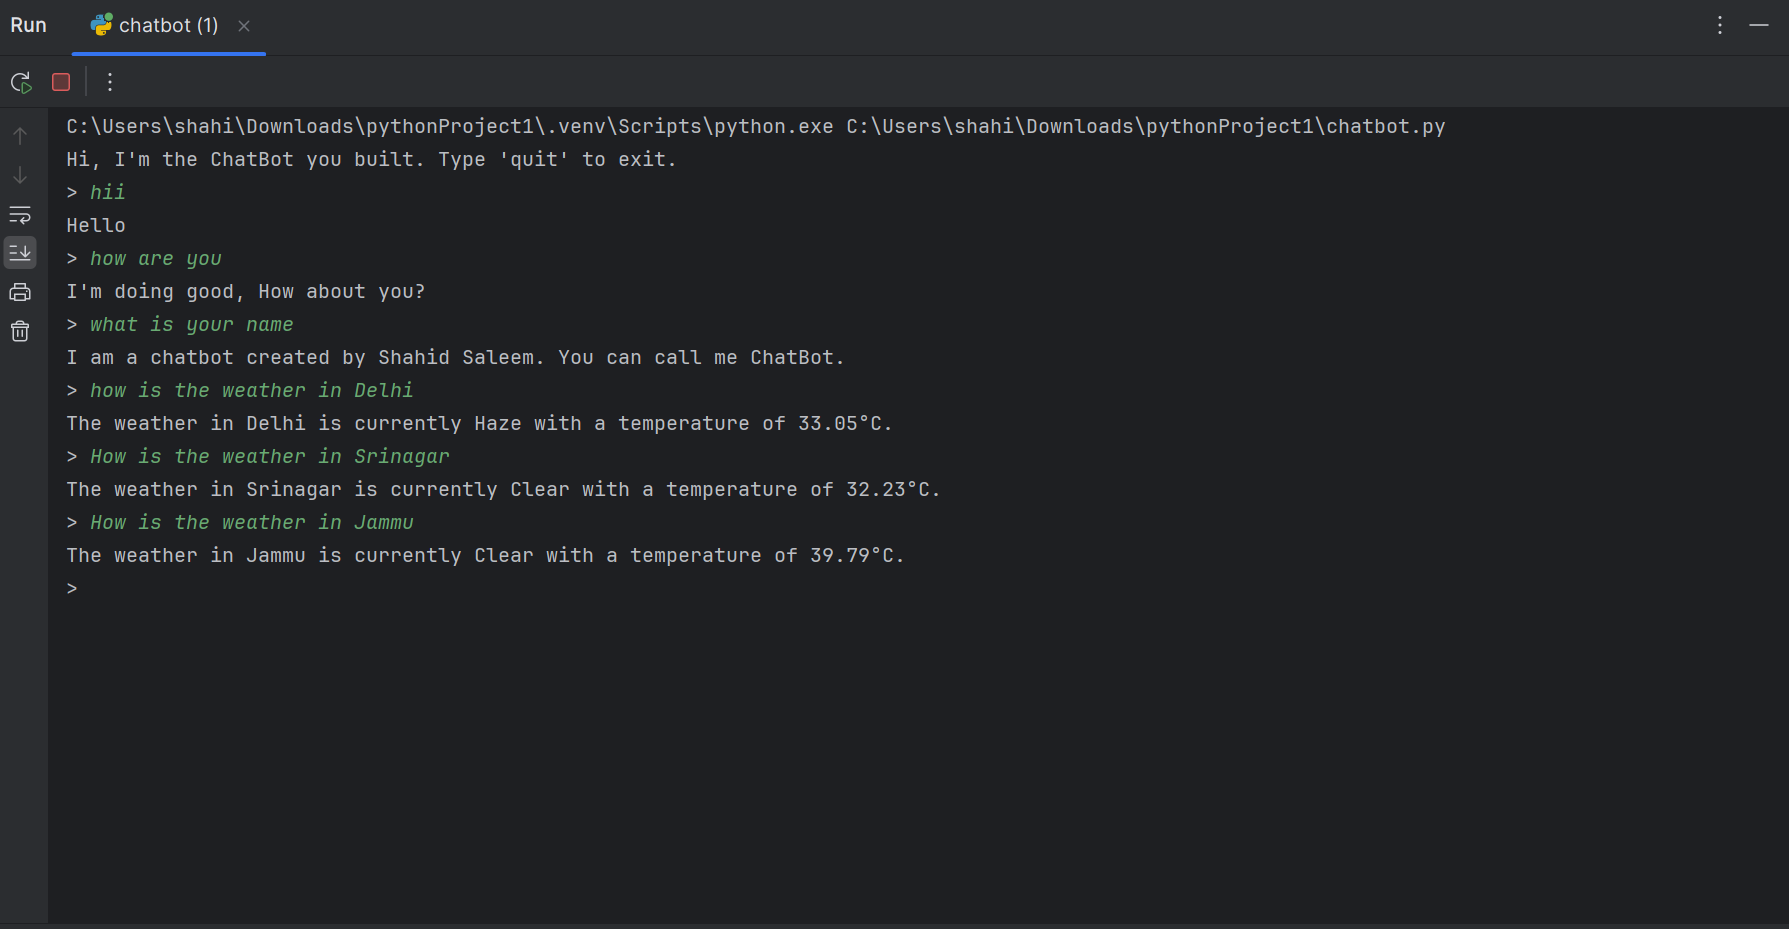 Run chatbot (1)
C:\Users\shahi\Downloads\pythonProject1\.venv\Scripts\python.exe C:\Users\shahi\Downloads\pythonProject1\chatbot.py
Hi, I'm the ChatBot you built. Type 'quit' to exit.
> hii
Hello
> how are you
I'm doing good, How about you?
> what is your name
I am a chatbot created by Shahid Saleem. You can call me ChatBot.
> how is the weather in Delhi
The weather in Delhi is currently Haze with a temperature of 33.05°C.
> How is the weather in Srinagar
The weather in Srinagar is currently Clear with a temperature of 32.23°C.
> How is the weather in Jammu
The weather in Jammu is currently Clear with a temperature of 39.79°C.
>